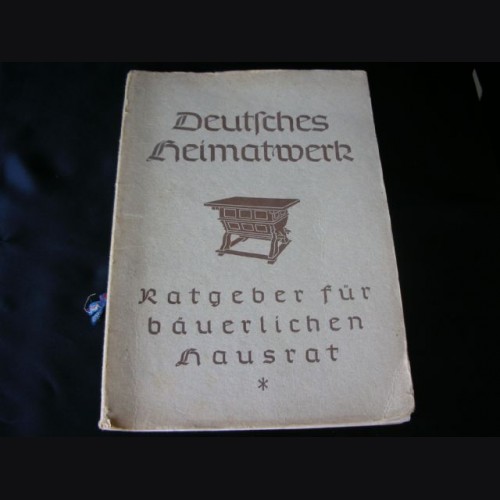 Deutſches
Heimatwerk
Ratgeber für
bäuerlichen
Hausrat
*